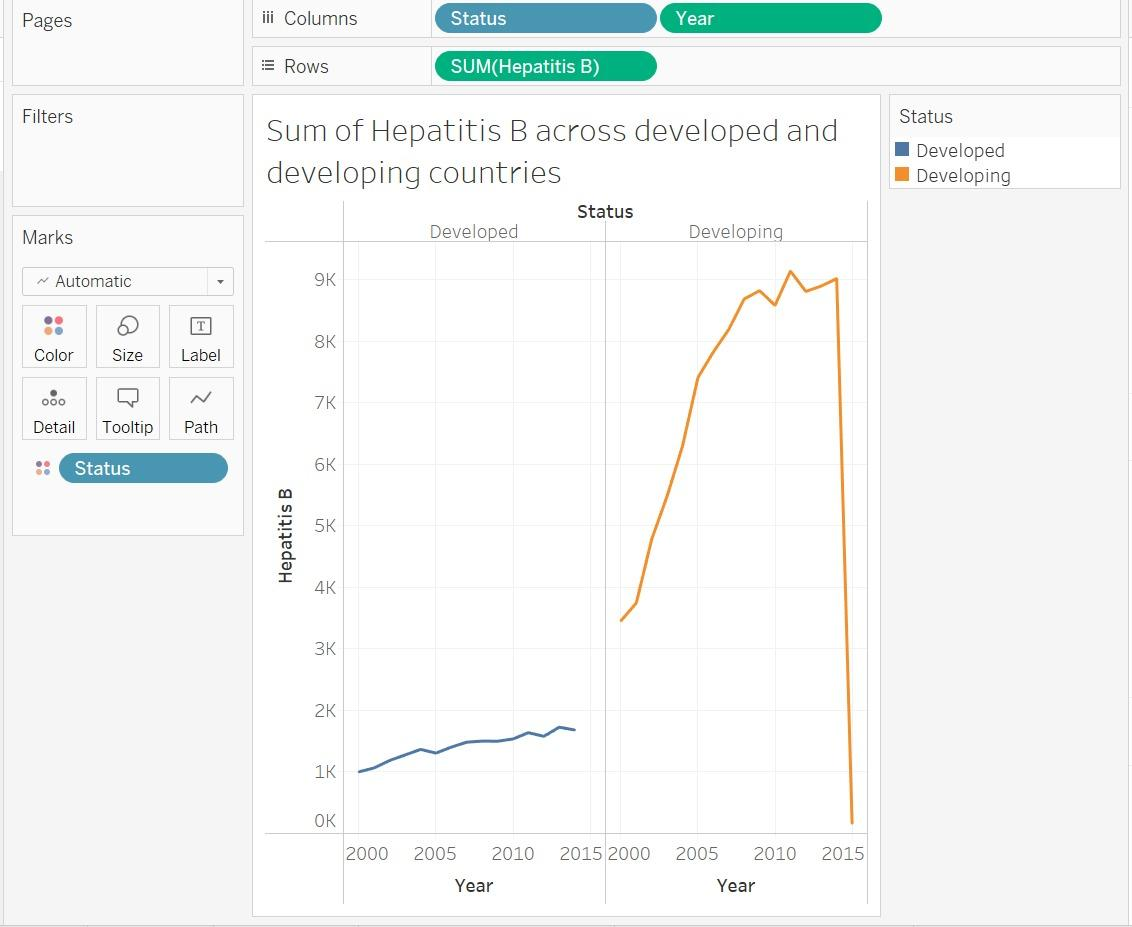 Pages
Columns
Status
Year
Rows
SUM(Hepatitis B)
Filters
Marks
Automatic
Color
Size
Label
Detail
Tooltip
Path
Status
Sum of Hepatitis B across developed and
developing countries
Status
Developed
Developing
9K
8K
7K
6K
5K
4K
3K
2K
1K
0K
Hepatitis B
2000 2005 2010 2015 2000 2005 2010 2015
Year
Year
Status
Developed
Developing